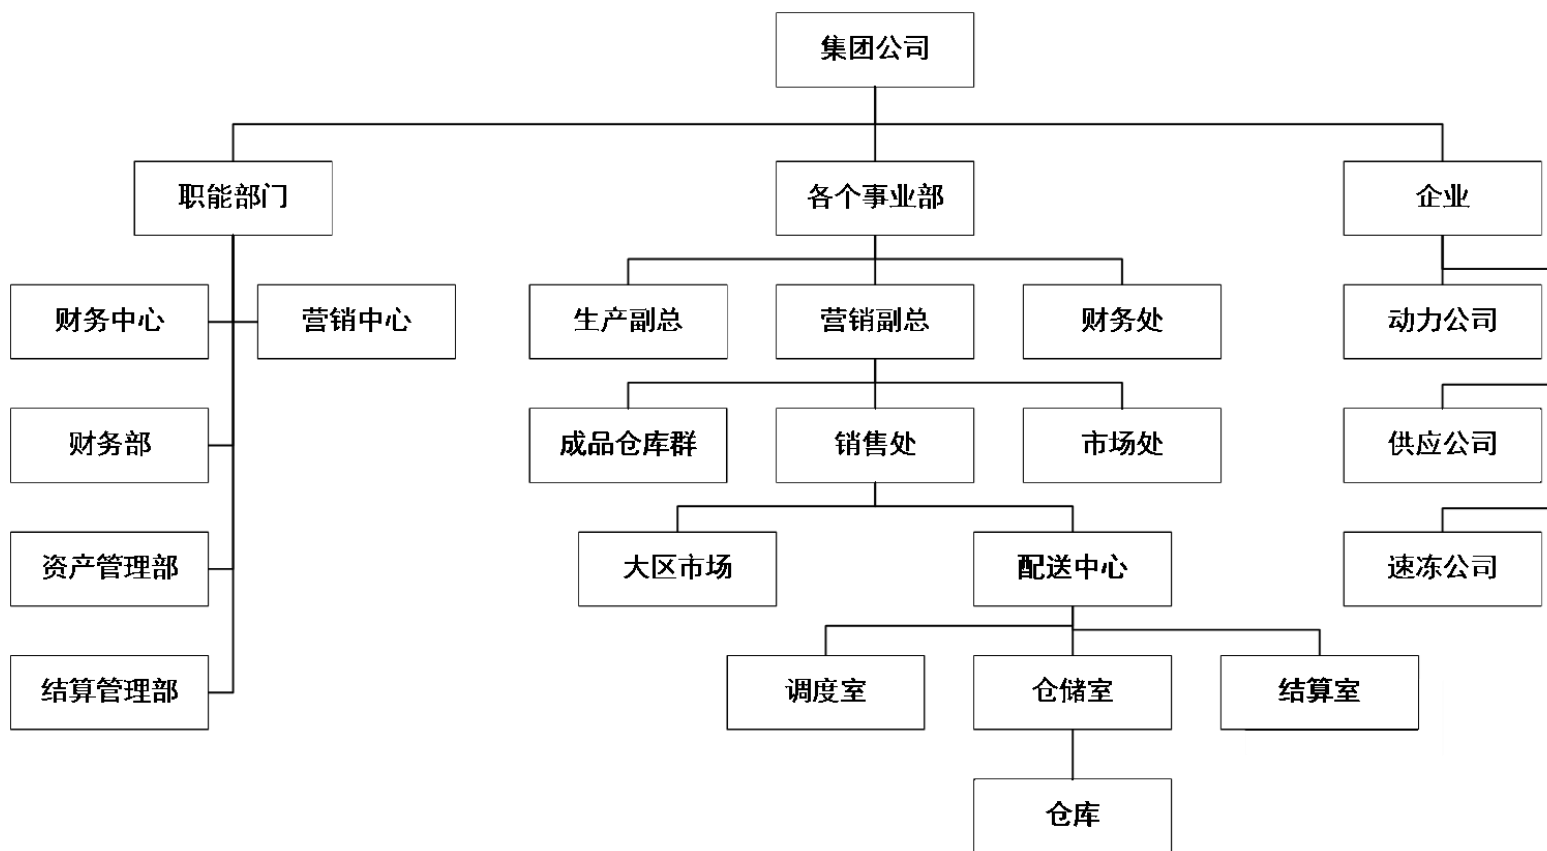 集团公司
职能部门
各个事业部
企业
财务中心
营销中心
生产副总
营销副总
财务处
动力公司
财务部
成品仓库群
销售处
市场处
供应公司
资产管理部
大区市场
配送中心
速冻公司
结算管理部
调度室
仓储室
结算室
仓库